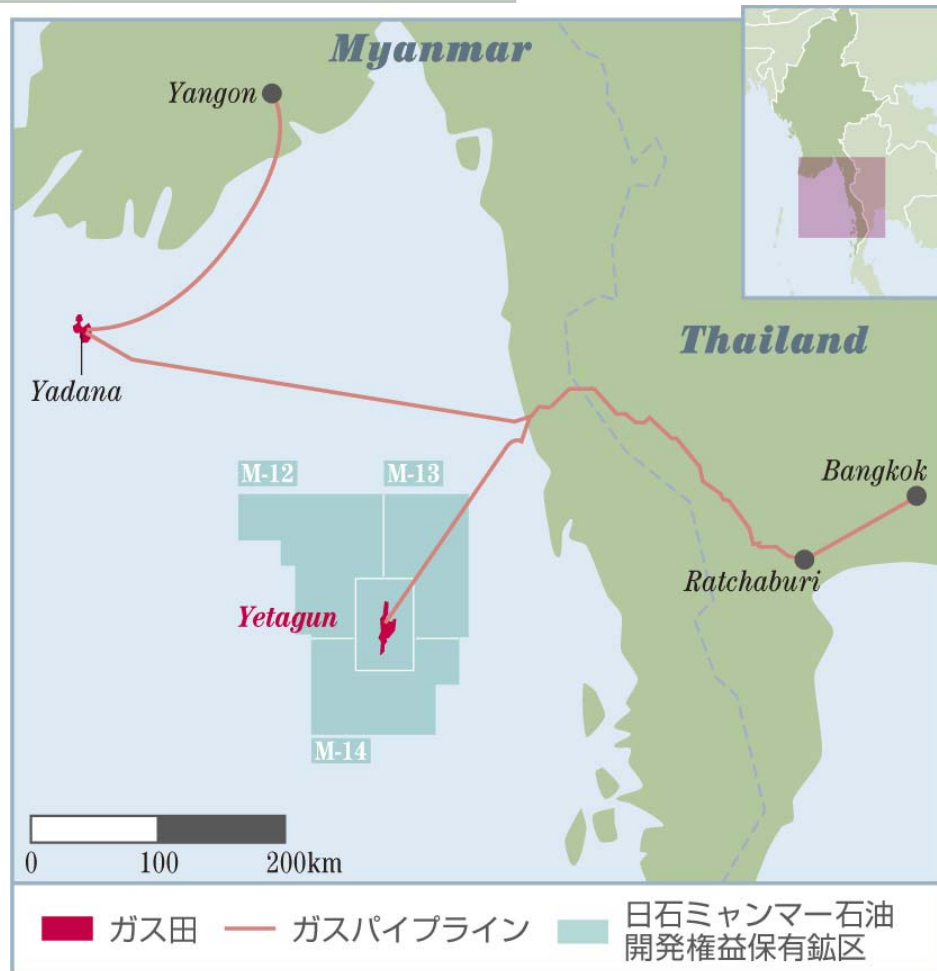 Myanmar
Yangon
Thailand
Yadana
M-12
M-13
Bangkok
Ratchaburi
Yetagun
M-14
0 100 200km
ガス田
ガスパイプライン
日石ミャンマー石油
開発権益保有鉱区